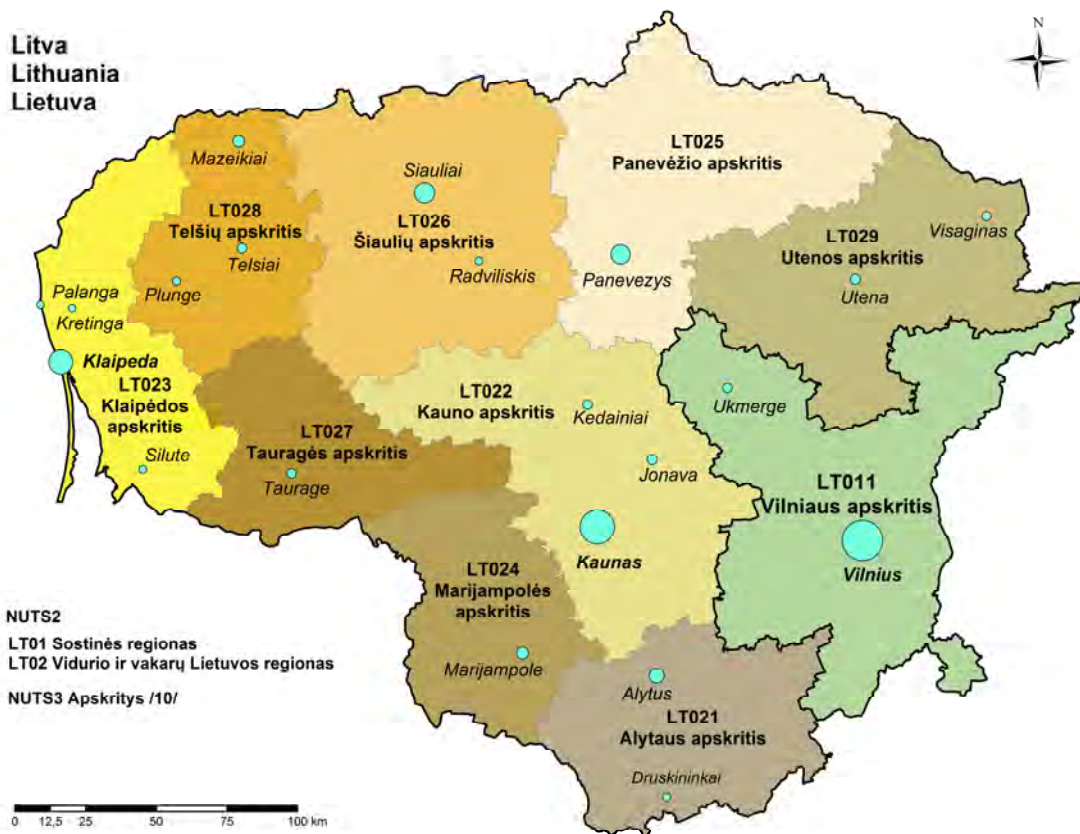 Litva
Lithuania
Lietuva
N
Mazeikiai
LT028
Telšių apskritis
Telsiai
Plunge
Siauliai
LT026
Šiaulių apskritis
Radviliskis
LT025
Panevėžio apskritis
Panevezys
LT029
Utenos apskritis
Visaginas
Utena
Palanga
Kretinga
Klaipeda
LT023
Klaipėdos
apskritis
Silute
LT027
Tauragės apskritis
Taurage
LT022
Kauno apskritis
Kedainiai
Jonava
Kaunas
Ukmerge
LT011
Vilniaus apskritis
Vilnius
LT024
Marijampolės
apskritis
Marijampole
Alytus
LT021
Alytaus apskritis
Druskininkai
NUTS2
LT01 Sostinės regionas
LT02 Vidurio ir vakarų Lietuvos regionas
NUTS3 Apskritys /10/
0 12,5 25 50 75 100 km